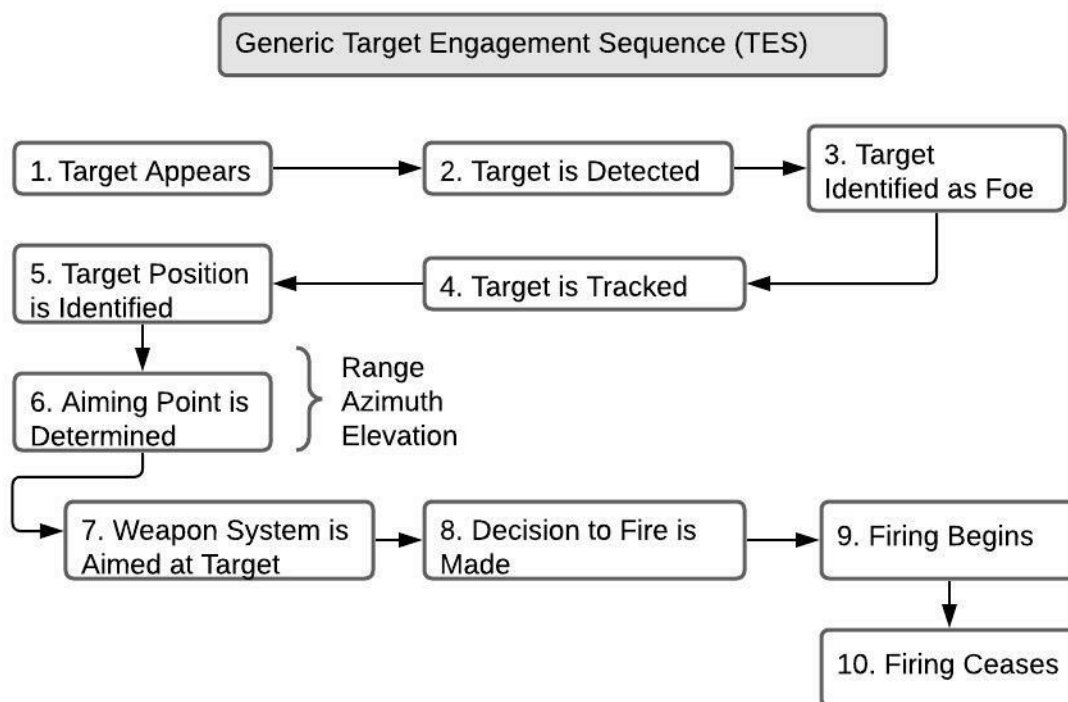 Generic Target Engagement Sequence (TES)
1. Target Appears
2. Target is Detected
3. Target
Identified as Foe
4. Target is Tracked
5. Target Position
is Identified
6. Aiming Point is
Determined
Range
Azimuth
Elevation
7. Weapon System is
Aimed at Target
8. Decision to Fire is
Made
9. Firing Begins
10. Firing Ceases